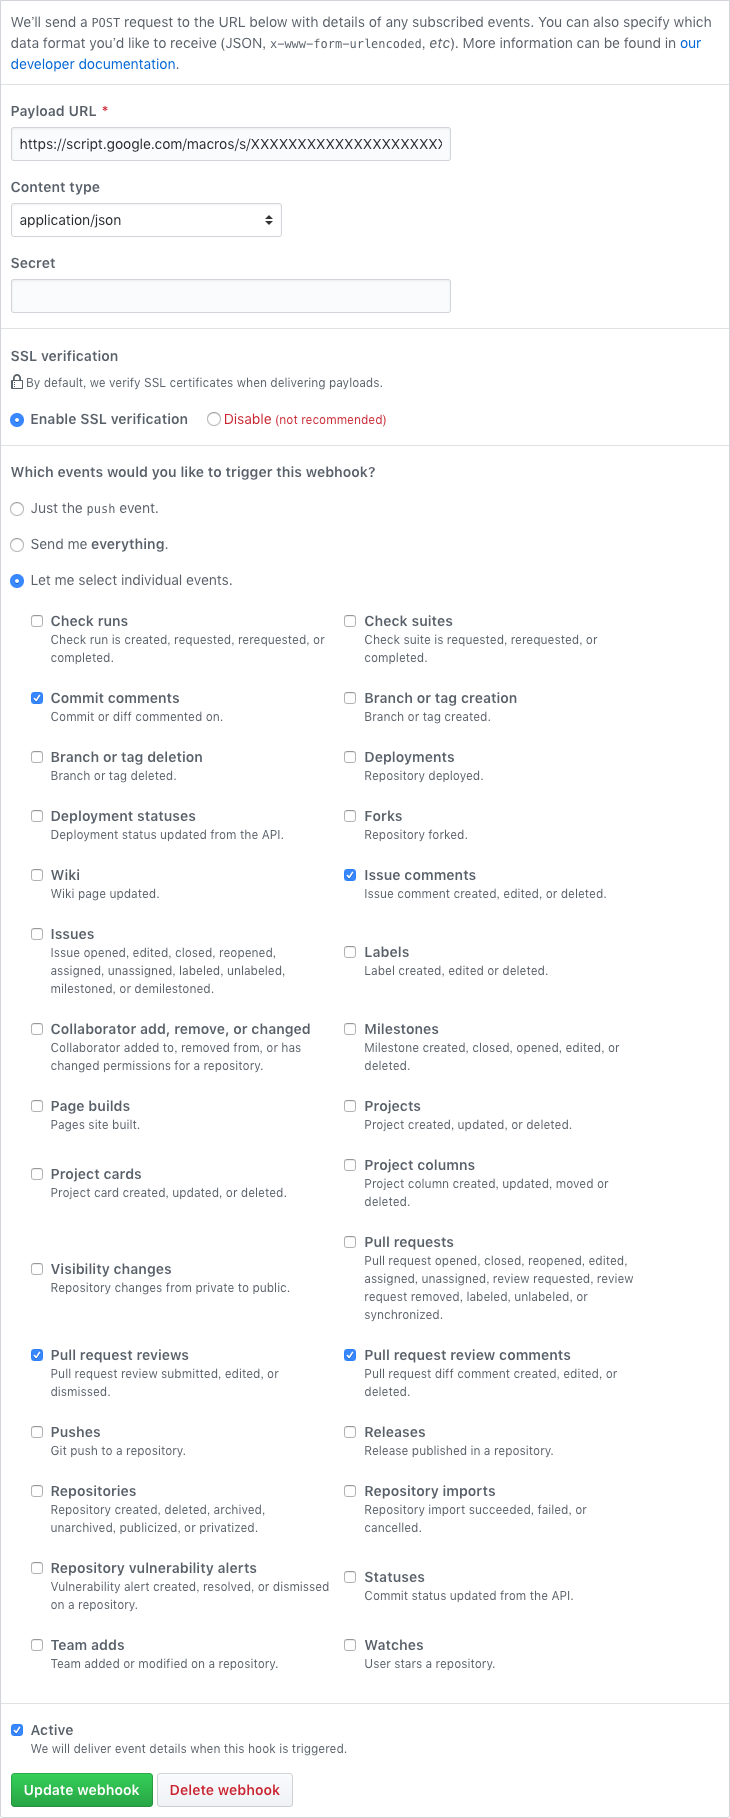 We'll send a POST request to the URL below with details of any subscribed events. You can also specify which
data format you'd like to receive (JSON, x-www-form-urlencoded, etc). More information can be found in our
developer documentation.
Payload URL *
https://script.google.com/macros/s/XXXXXXXXXXXXXXXXXXXXX
Content type
application/json
Secret
SSL verification
By default, we verify SSL certificates when delivering payloads.
Enable SSL verification Disable (not recommended)
Which events would you like to trigger this webhook?
Just the push event.
Send me everything.
Let me select individual events.
Check runs
Check run is created, requested, rerequested, or
completed.
Check suites
Check suite is requested, rerequested, or
completed.
Commit comments
Commit or diff commented on.
Branch or tag creation
Branch or tag created.
Branch or tag deletion
Branch or tag deleted.
Deployments
Repository deployed.
Deployment statuses
Deployment status updated from the API.
Forks
Repository forked.
Wiki
Wiki page updated.
Issue comments
Issue comment created, edited, or deleted.
Issues
Issue opened, edited, closed, reopened,
assigned, unassigned, labeled, unlabeled,
milestoned, or demilestoned.
Labels
Label created, edited or deleted.
Collaborator add, remove, or changed
Collaborator added to, removed from, or has
changed permissions for a repository.
Milestones
Milestone created, closed, opened, edited, or
deleted.
Page builds
Pages site built.
Projects
Project created, updated, or deleted.
Project cards
Project card created, updated, or deleted.
Project columns
Project column created, updated, moved or
deleted.
Visibility changes
Repository changes from private to public.
Pull requests
Pull request opened, closed, reopened, edited,
assigned, unassigned, review requested, review
request removed, labeled, unlabeled, or
synchronized.
Pull request reviews
Pull request review submitted, edited, or
dismissed.
Pull request review comments
Pull request diff comment created, edited, or
deleted.
Pushes
Git push to a repository.
Releases
Release published in a repository.
Repositories
Repository created, deleted, archived,
unarchived, publicized, or privatized.
Repository imports
Repository import succeeded, failed, or
cancelled.
Repository vulnerability alerts
Vulnerability alert created, resolved, or dismissed
on a repository.
Statuses
Commit status updated from the API.
Team adds
Team added or modified on a repository.
Watches
User stars a repository.
Active
We will deliver event details when this hook is triggered.
Update webhook Delete webhook